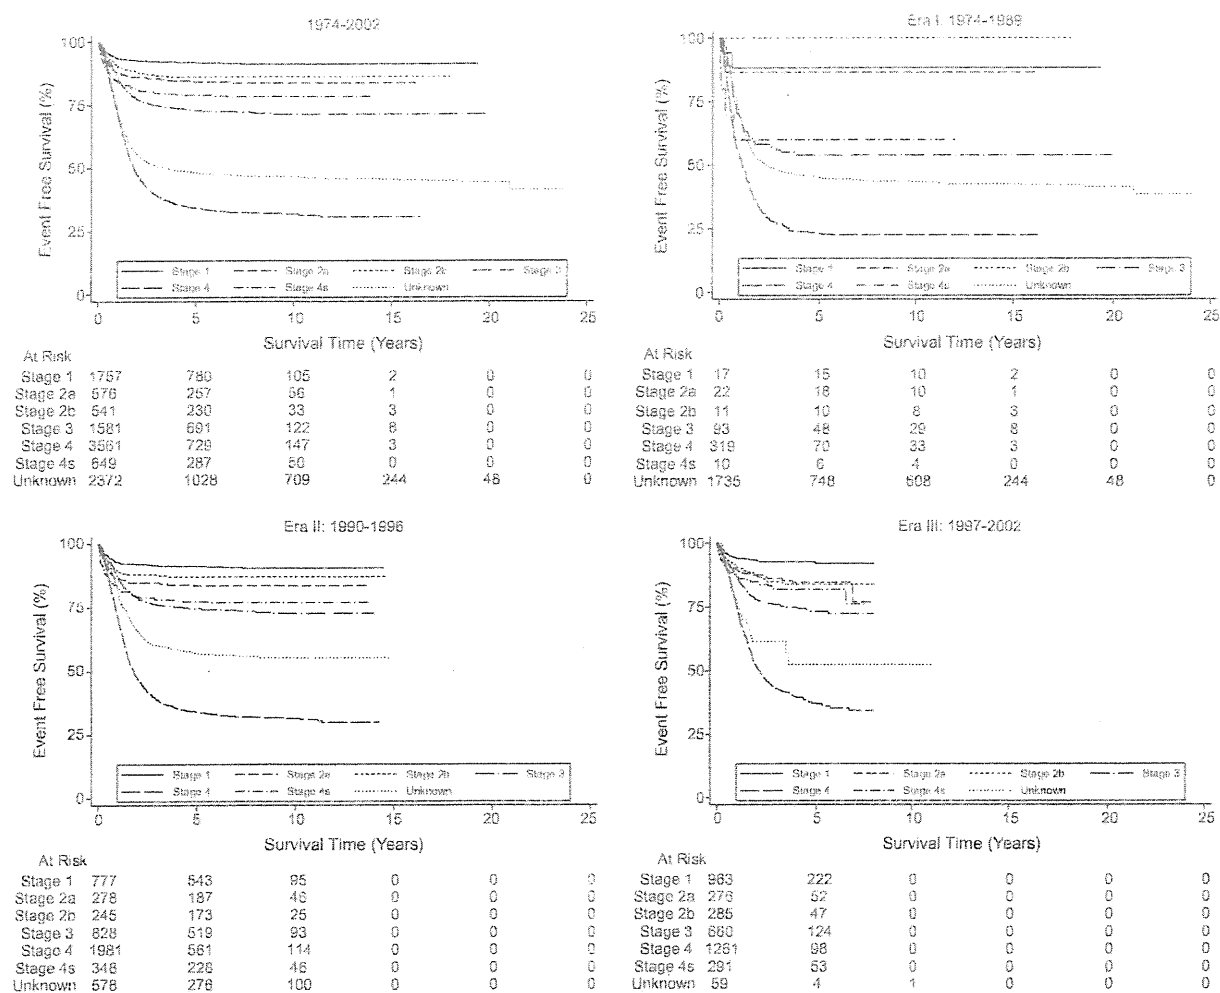 1974-2002
100
75
50
25
0
Event Free Survival (%)
Stage 1 Stage 2a Stage 2b Stage 3
Stage 4 Stage 4s Unknown
0 5 10 15 20 25
Survival Time (Years)
At Risk
Stage 1 1757 780 105 2 0 0
Stage 2a 576 257 56 1 0 0
Stage 2b 541 230 33 3 0 0
Stage 3 1581 691 122 8 0 0
Stage 4 3561 729 147 3 0 0
Stage 4s 649 287 50 0 0 0
Unknown 2372 1028 709 244 48 0
Era I: 1974-1989
100
75
50
25
0
Event Free Survival (%)
Stage 1 Stage 2a Stage 2b Stage 3
Stage 4 Stage 4s Unknown
0 5 10 15 20 25
Survival Time (Years)
At Risk
Stage 1 17 15 10 2 0 0
Stage 2a 22 18 10 1 0 0
Stage 2b 11 10 8 3 0 0
Stage 3 93 48 29 8 0 0
Stage 4 319 70 33 3 0 0
Stage 4s 10 6 4 0 0 0
Unknown 1735 748 608 244 48 0
Era II: 1990-1996
100
75
50
25
0
Event Free Survival (%)
Stage 1 Stage 2a Stage 2b Stage 3
Stage 4 Stage 4s Unknown
0 5 10 15 20 25
Survival Time (Years)
At Risk
Stage 1 777 543 95 0 0 0
Stage 2a 278 187 46 0 0 0
Stage 2b 245 173 25 0 0 0
Stage 3 828 519 93 0 0 0
Stage 4 1981 561 114 0 0 0
Stage 4s 348 228 46 0 0 0
Unknown 578 276 100 0 0 0
Era III: 1997-2002
100
75
50
25
0
Event Free Survival (%)
Stage 1 Stage 2a Stage 2b Stage 3
Stage 4 Stage 4s Unknown
0 5 10 15 20 25
Survival Time (Years)
At Risk
Stage 1 963 222 0 0 0 0
Stage 2a 276 52 0 0 0 0
Stage 2b 285 47 0 0 0 0
Stage 3 660 124 0 0 0 0
Stage 4 1261 98 0 0 0 0
Stage 4s 291 53 0 0 0 0
Unknown 59 4 1 0 0 0